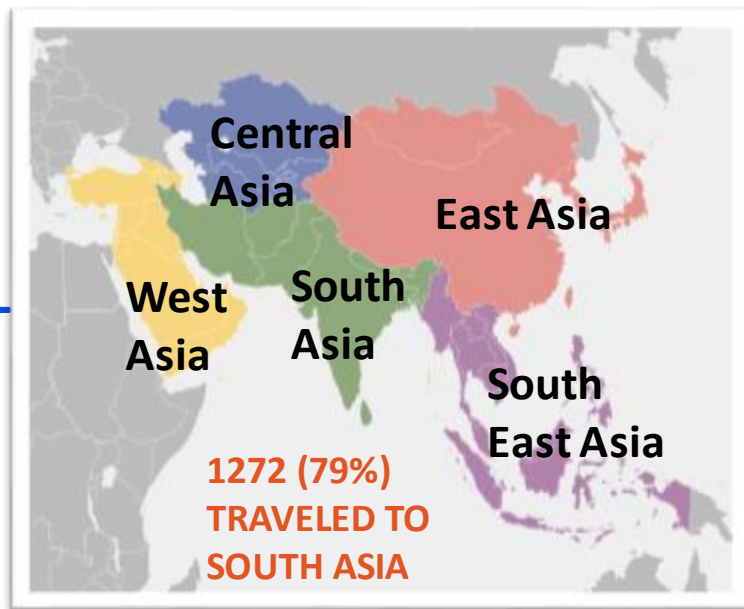 Central
Asia
East Asia
West
Asia
South
Asia
South
East Asia
1272 (79%)
TRAVELED TO
SOUTH ASIA